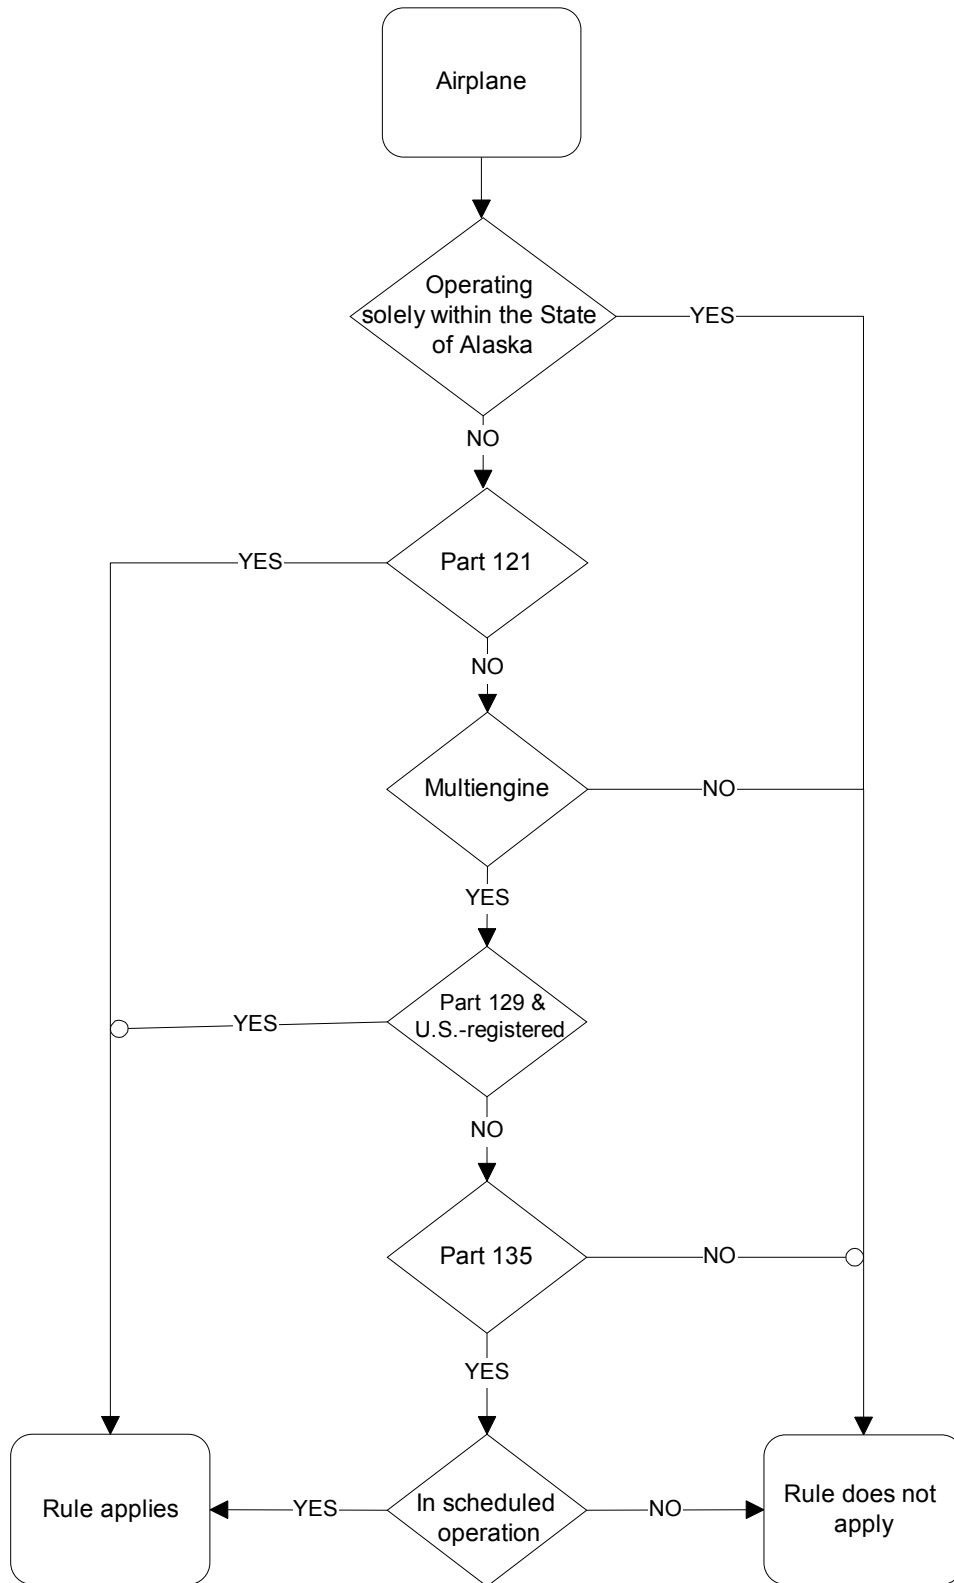 Airplane
Operating
solely within the State
of Alaska
YES
NO
YES
Part 121
NO
Multiengine
NO
YES
Part 129 &
U.S.-registered
YES
NO
Part 135
NO
YES
Rule applies
YES
In scheduled
operation
NO
Rule does not
apply